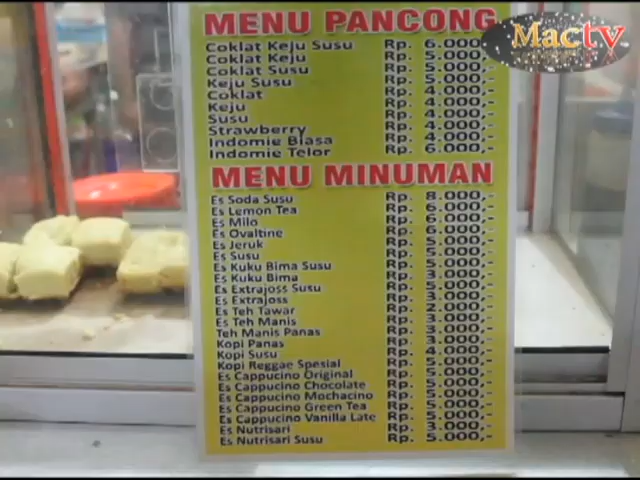 Mactv
MENU PANCONG
Coklat Keju Susu Rp. 6.000,-
Coklat Keju Rp. 5.000,-
Coklat Susu Rp. 5.000,-
Keju Susu Rp. 5.000,-
Coklat Rp. 4.000,-
Keju Rp. 4.000,-
Susu Rp. 4.000,-
Strawberry Rp. 4.000,-
Indomie Biasa Rp. 4.000,-
Indomie Telor Rp. 6.000,-
MENU MINUMAN
Es Soda Susu Rp. 8.000,-
Es Lemon Tea Rp. 6.000,-
Es Milo Rp. 6.000,-
Es Ovaltine Rp. 5.000,-
Es Jeruk Rp. 5.000,-
Es Susu Rp. 5.000,-
Es Kuku Bima Susu Rp. 5.000,-
Es Kuku Bima Rp. 3.000,-
Es Extrajoss Susu Rp. 5.000,-
Es Extrajoss Rp. 3.000,-
Es Teh Tawar Rp. 2.000,-
Es Teh Manis Rp. 3.000,-
Teh Manis Panas Rp. 3.000,-
Kopi Panas Rp. 3.000,-
Kopi Susu Rp. 4.000,-
Kopi Reggae Spesial Rp. 5.000,-
Es Cappucino Original Rp. 5.000,-
Es Cappucino Chocolate Rp. 5.000,-
Es Cappucino Mochacino Rp. 5.000,-
Es Cappucino Green Tea Rp. 5.000,-
Es Cappucino Vanilla Late Rp. 5.000,-
Es Nutrisari Rp. 3.000,-
Es Nutrisari Susu Rp. 5.000,-